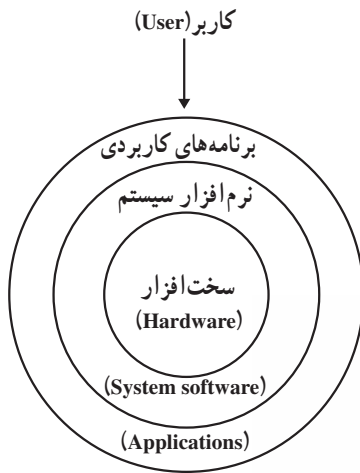 کاربر(User)
برنامه‌های کاربردی
نرم‌افزار سیستم
سخت‌افزار
(Hardware)
(System software)
(Applications)